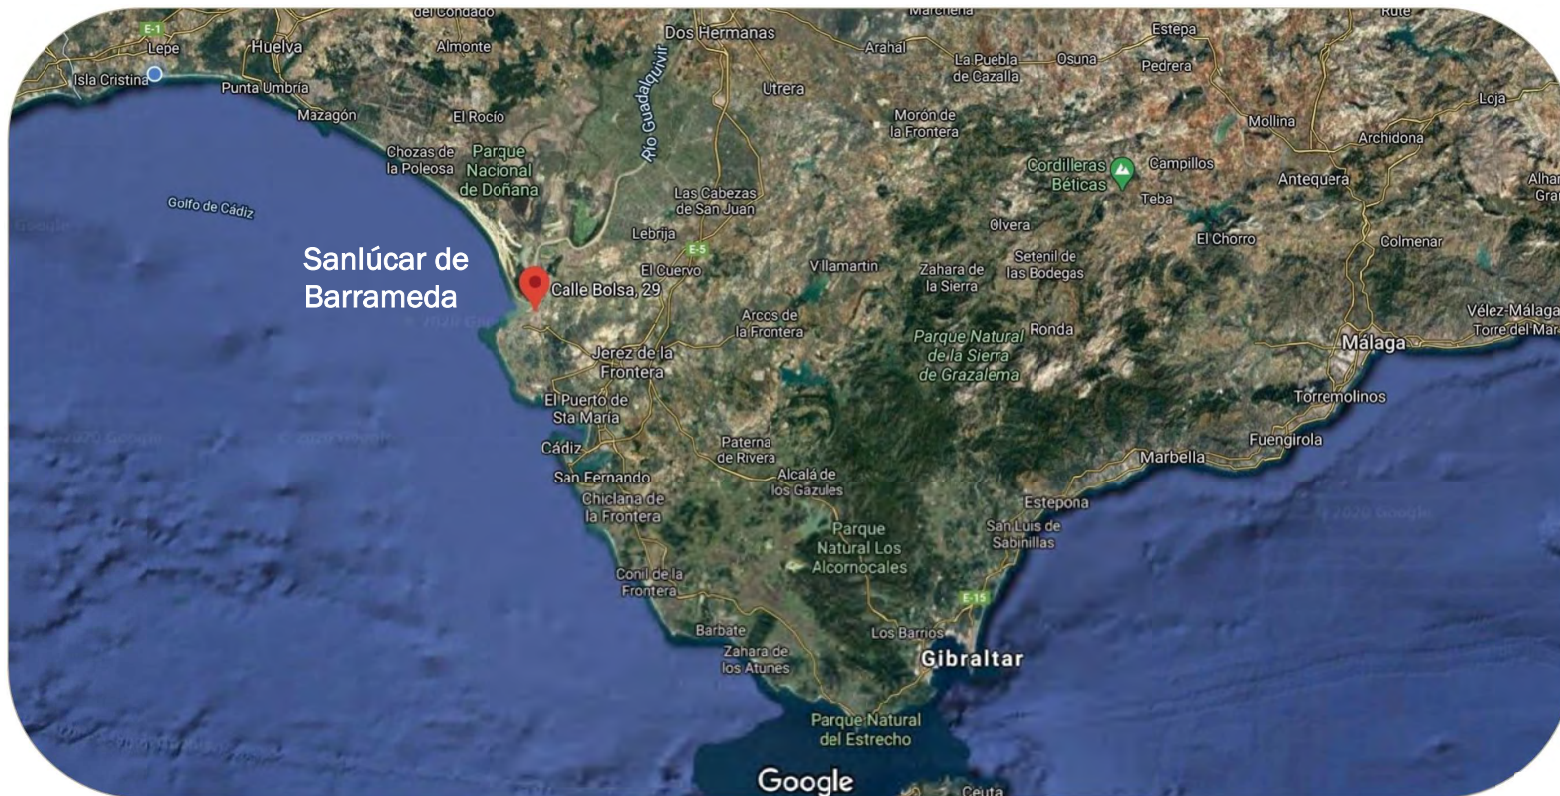 del Condado
Marchena
Rute
E-1
Lepe
Huelva
Almonte
Dos Hermanas
Arahal
La Puebla
de Cazalla
Osuna
Estepa
Pedrera
Isla Cristina
Punta Umbría
Mazagón
El Rocío
Río Guadalquivir
Utrera
Morón de
la Frontera
Mollina
Loja
Archidona
Chozas de
la Poleosa
Parque
Nacional
de Doñana
Las Cabezas
de San Juan
Cordilleras
Béticas
Campillos
Teba
Antequera
Golfo de Cádiz
Lebrija
E-5
Olvera
El Chorro
Colmenar
Sanlúcar de
Barrameda
Calle Bolsa, 29
El Cuervo
Villamartin
Zahara de
la Sierra
Setenil de
las Bodegas
Arcos de
la Frontera
Parque Natural
de la Sierra
de Grazalema
Ronda
Vélez-Málaga
Torre del Mar
Málaga
Jerez de la
Frontera
El Puerto de
Sta María
Torremolinos
Cádiz
Paterna
de Rivera
Fuengirola
Marbella
San Fernando
Alcalá de
los Gazules
Chiclana de
la Frontera
Estepona
San Luis de
Sabinillas
Parque
Natural Los
Alcornocales
Conil de la
Frontera
E-15
Barbate
Los Barrios
Zahara de
los Atunes
Gibraltar
Parque Natural
del Estrecho
Google
Ceuta